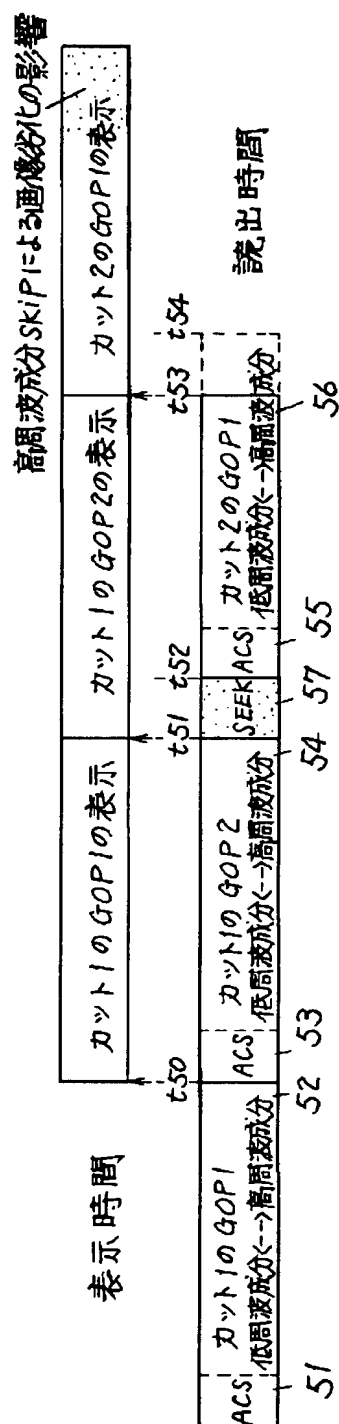 高周波成分SKiPによる画像劣化の影響
表示時間
カット1のGOP1の表示
カット1のGOP2の表示
カット2のGOP1の表示
t50
t51
t52
t53
t54
読出時間
ACS
カット1のGOP1
低周波成分<-->高周波成分
ACS
カット1のGOP2
低周波成分<-->高周波成分
SEEK
ACS
カット2のGOP1
低周波成分<-->高周波成分
51
52
53
54
57
55
56